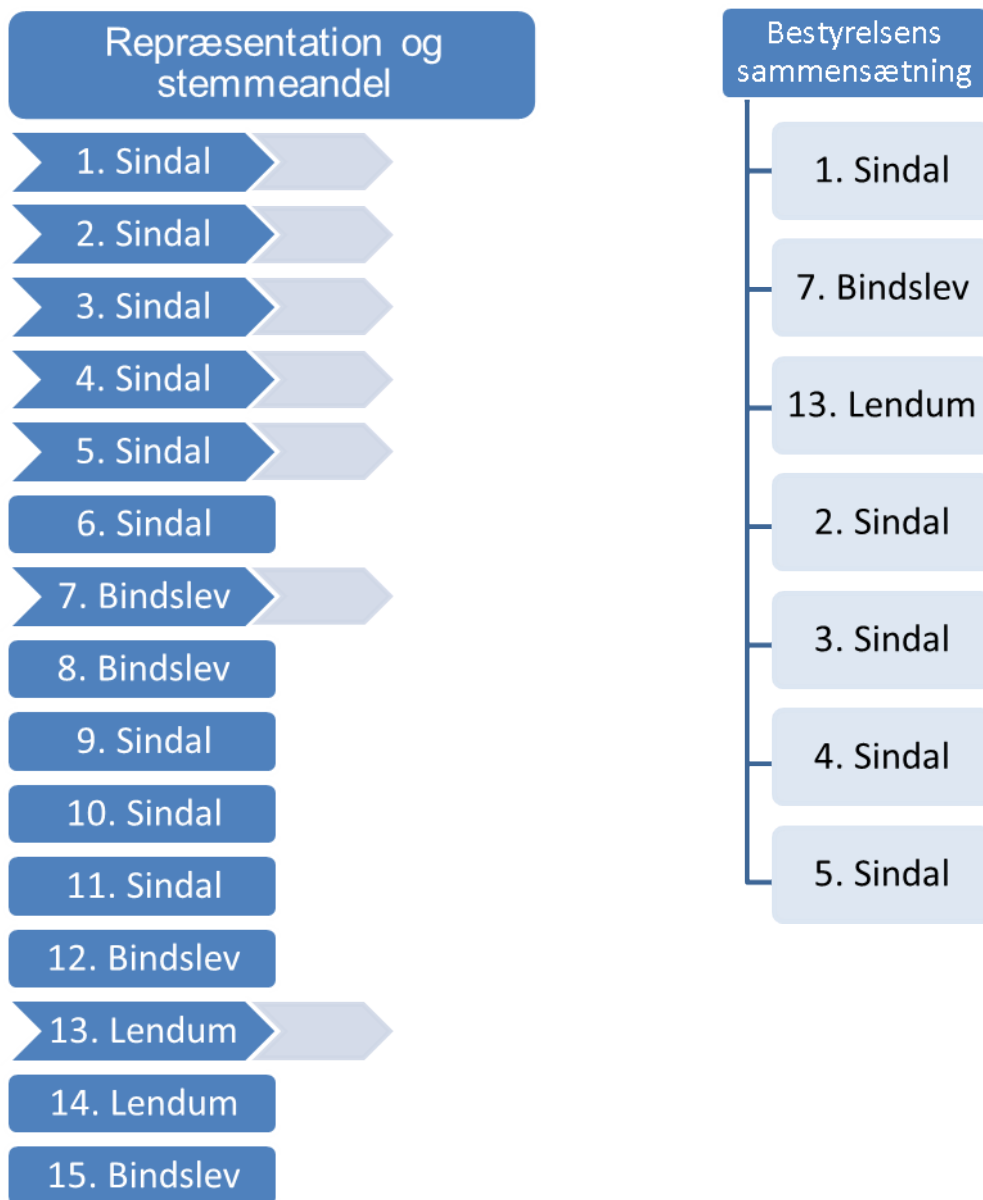 Repræsentation og
stemmeandel
1. Sindal
2. Sindal
3. Sindal
4. Sindal
5. Sindal
6. Sindal
7. Bindslev
8. Bindslev
9. Sindal
10. Sindal
11. Sindal
12. Bindslev
13. Lendum
14. Lendum
15. Bindslev
Bestyrelsens
sammensætning
1. Sindal
7. Bindslev
13. Lendum
2. Sindal
3. Sindal
4. Sindal
5. Sindal